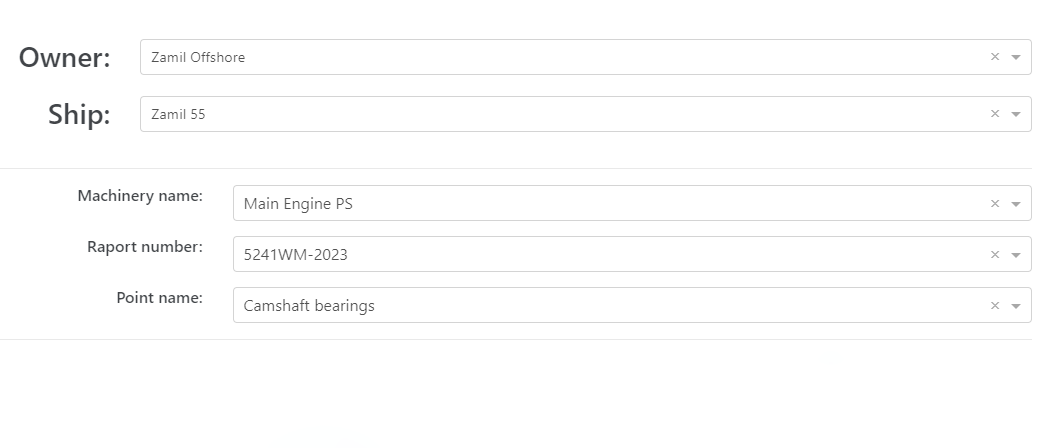 Owner: Zamil Offshore
Ship: Zamil 55
Machinery name: Main Engine PS
Raport number: 5241WM-2023
Point name: Camshaft bearings